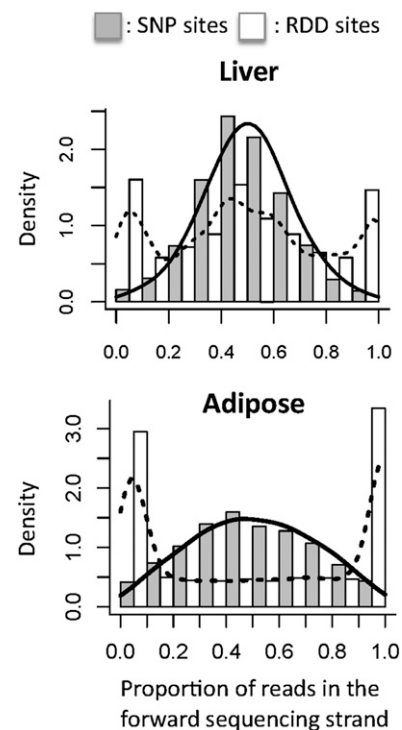 : SNP sites : RDD sites
Liver
Density
2.0
1.0
0.0
0.0 0.2 0.4 0.6 0.8 1.0
Adipose
Density
3.0
2.0
1.0
0.0
0.0 0.2 0.4 0.6 0.8 1.0
Proportion of reads in the
forward sequencing strand